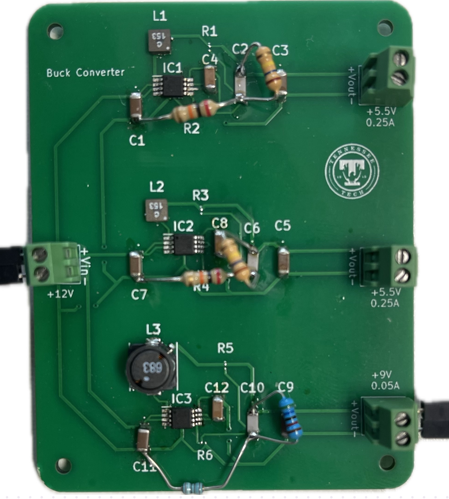 L1
R1
C2
C3
C4
Buck Converter
IC1
+Vout-
R2
+5.5V
0.25A
C1
TENNESSEE
TECH
L2
153
R3
IC2
C8
C6
C5
+Vin-
+Vout-
R4
C7
+12V
+5.5V
0.25A
L3
683
R5
+9V
0.05A
C12
C10
C9
IC3
+Vout-
R6
C11
153